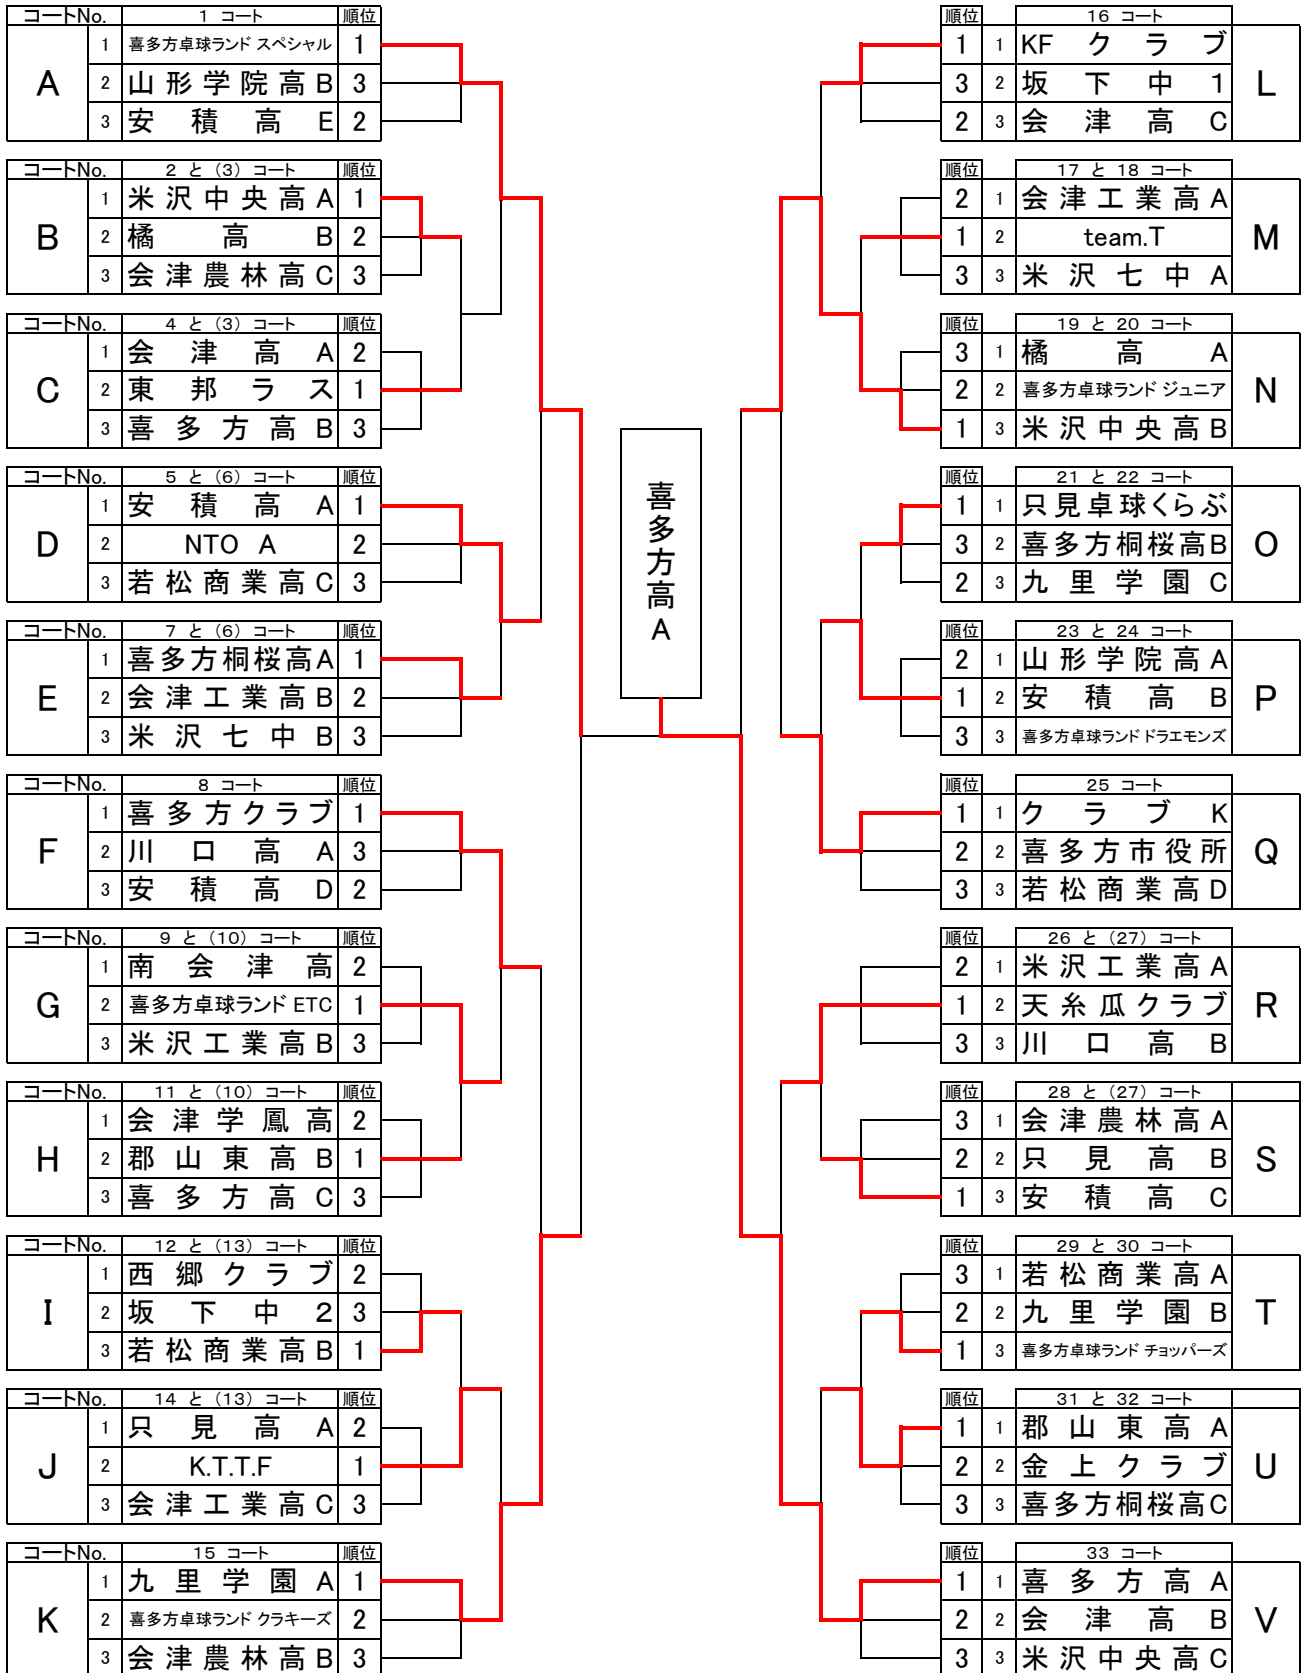 コートNo. 1 コート 順位
A 1 喜多方卓球ランド スペシャル 1
2 山形学院高B 3
3 安積高E 2
コートNo. 2 と (3) コート 順位
B 1 米沢中央高A 1
2 橘高B 2
3 会津農林高C 3
コートNo. 4 と (3) コート 順位
C 1 会津高A 2
2 東邦ラス 1
3 喜多方高B 3
コートNo. 5 と (6) コート 順位
D 1 安積高A 1
2 NTO A 2
3 若松商業高C 3
コートNo. 7 と (6) コート 順位
E 1 喜多方桐桜高A 1
2 会津工業高B 2
3 米沢七中B 3
コートNo. 8 コート 順位
F 1 喜多方クラブ 1
2 川口高A 3
3 安積高D 2
コートNo. 9 と (10) コート 順位
G 1 南会津高 2
2 喜多方卓球ランド ETC 1
3 米沢工業高B 3
コートNo. 11 と (10) コート 順位
H 1 会津学鳳高 2
2 郡山東高B 1
3 喜多方高C 3
コートNo. 12 と (13) コート 順位
I 1 西郷クラブ 2
2 坂下中2 3
3 若松商業高B 1
コートNo. 14 と (13) コート 順位
J 1 只見高A 2
2 K.T.T.F 1
3 会津工業高C 3
コートNo. 15 コート 順位
K 1 九里学園A 1
2 喜多方卓球ランド クラキーズ 2
3 会津農林高B 3
喜多方高A
順位 16 コート
1 1 KFクラブ L
3 2 坂下中1
2 3 会津高C
順位 17 と 18 コート
2 1 会津工業高A M
1 2 team.T
3 3 米沢七中A
順位 19 と 20 コート
3 1 橘高A N
2 2 喜多方卓球ランド ジュニア
1 3 米沢中央高B
順位 21 と 22 コート
1 1 只見卓球くらぶ O
3 2 喜多方桐桜高B
2 3 九里学園C
順位 23 と 24 コート
2 1 山形学院高A P
1 2 安積高B
3 3 喜多方卓球ランド ドラエモンズ
順位 25 コート
1 1 クラブK Q
2 2 喜多方市役所
3 3 若松商業高D
順位 26 と (27) コート
2 1 米沢工業高A R
1 2 天糸瓜クラブ
3 3 川口高B
順位 28 と (27) コート
3 1 会津農林高A S
2 2 只見高B
1 3 安積高C
順位 29 と 30 コート
3 1 若松商業高A T
2 2 九里学園B
1 3 喜多方卓球ランド チョッパーズ
順位 31 と 32 コート
1 1 郡山東高A U
2 2 金上クラブ
3 3 喜多方桐桜高C
順位 33 コート
1 1 喜多方高A V
2 2 会津高B
3 3 米沢中央高C